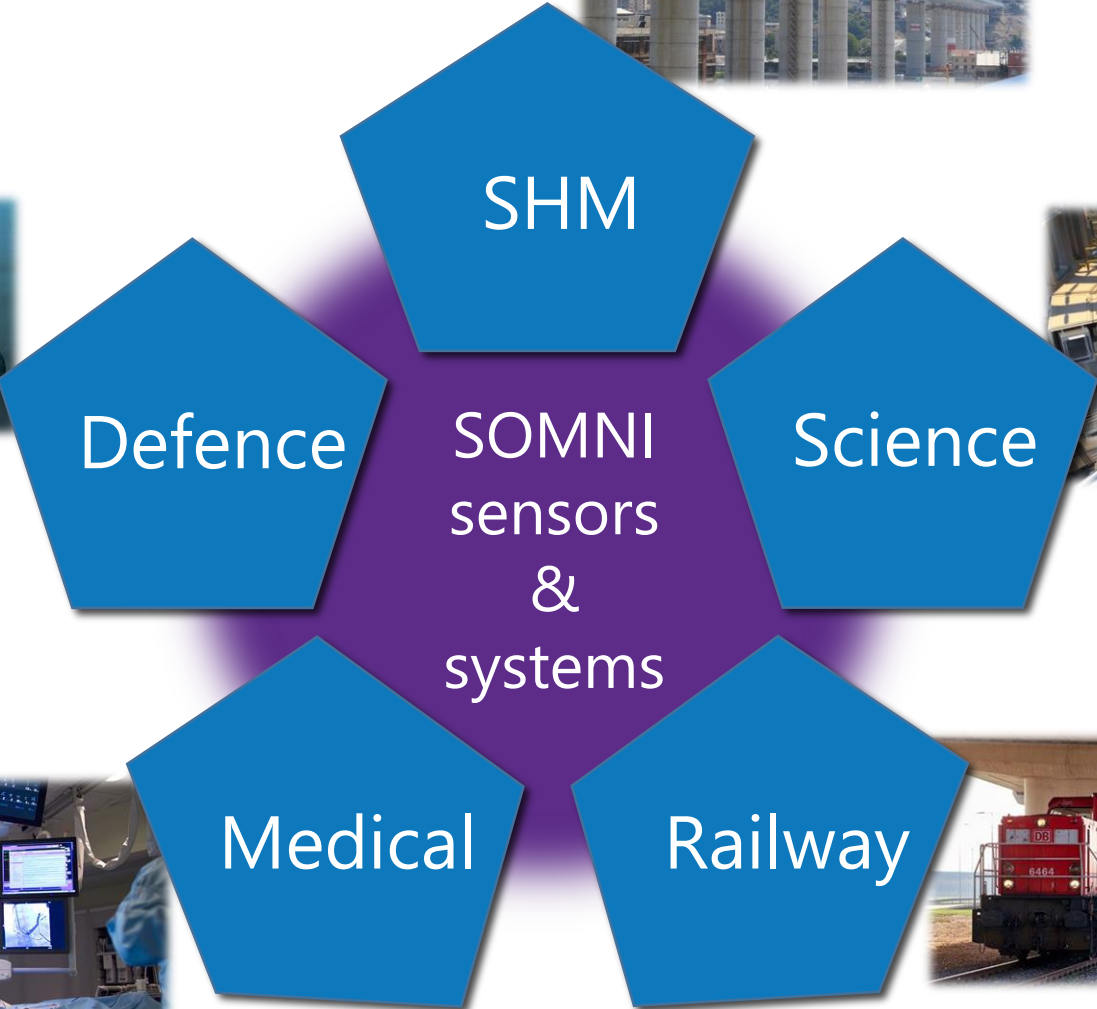 SHM
Defence
SOMNI
sensors
&
systems
Science
Medical
Railway
DB
6464